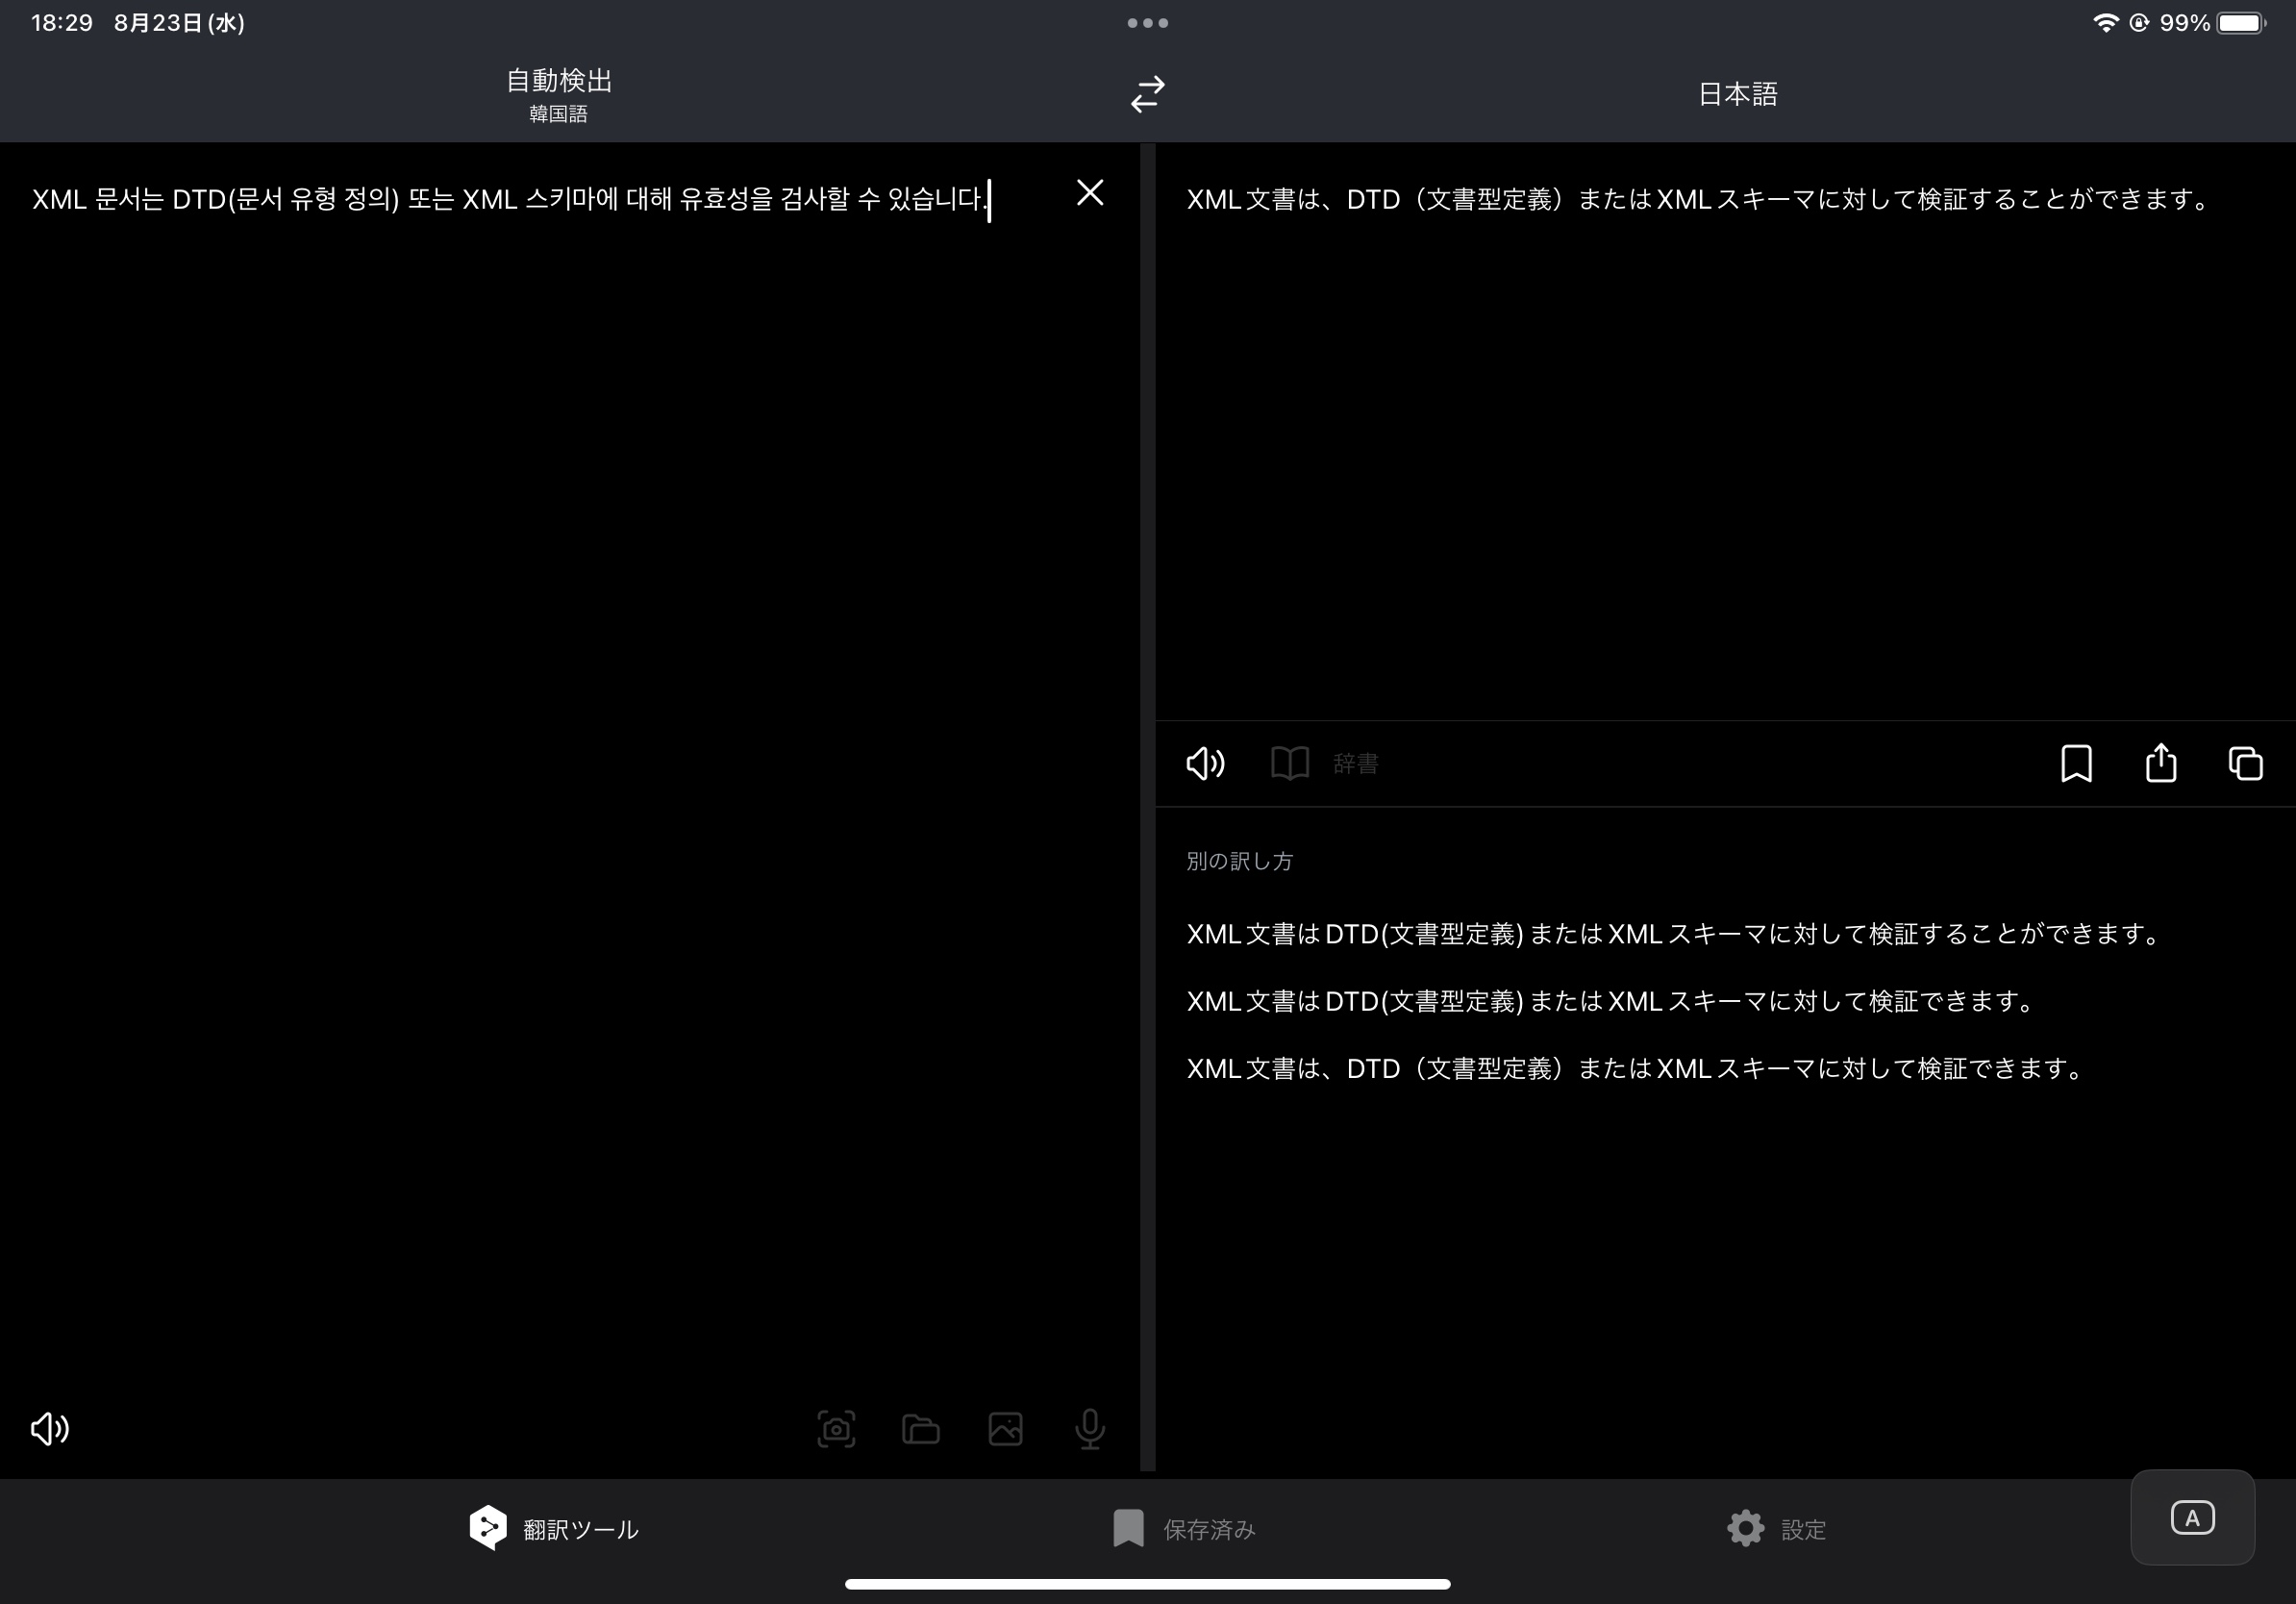 18:29 8月23日(水)
99%
自動検出
韓国語
日本語
XML 문서는 DTD(문서 유형 정의) 또는 XML 스키마에 대해 유효성을 검사할 수 있습니다.
XML文書は、DTD（文書型定義）またはXMLスキーマに対して検証することができます。
辞書
別の訳し方
XML文書はDTD(文書型定義)またはXMLスキーマに対して検証することができます。
XML文書はDTD(文書型定義)またはXMLスキーマに対して検証できます。
XML文書は、DTD（文書型定義）またはXMLスキーマに対して検証できます。
翻訳ツール
保存済み
設定
A